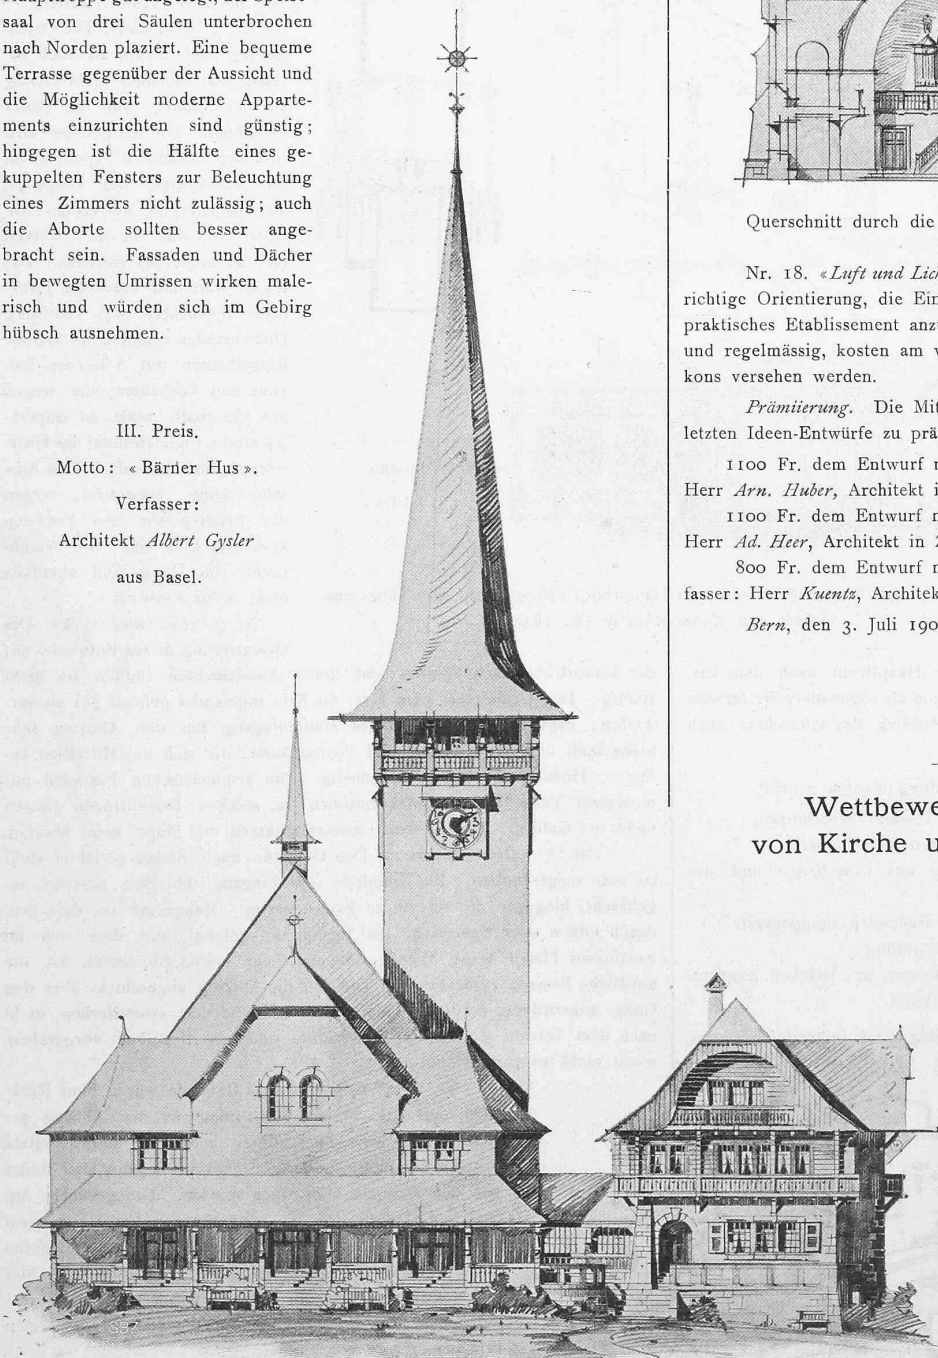 saal von drei Säulen unterbrochen
nach Norden plaziert. Eine bequeme
Terrasse gegenüber der Aussicht und
die Möglichkeit moderne Apparte-
ments einzurichten sind günstig;
hingegen ist die Hälfte eines ge-
kuppelten Fensters zur Beleuchtung
eines Zimmers nicht zulässig; auch
die Aborte sollten besser ange-
bracht sein. Fassaden und Dächer
in bewegten Umrissen wirken male-
risch und würden sich im Gebirg
hübsch ausnehmen.
III. Preis.
Motto: «Bärner Hus».
Verfasser:
Architekt Albert Gysler
aus Basel.
Querschnitt durch die
Nr. 18. «Luft und Lich
richtige Orientierung, die Ein
praktisches Etablissement anz
und regelmässig, kosten am
kons versehen werden.
Prämiierung. Die Mit
letzten Ideen-Entwürfe zu prä
1100 Fr. dem Entwurf
Herr Arn. Huber, Architekt i
1100 Fr. dem Entwurf
Herr Ad. Heer, Architekt in
800 Fr. dem Entwurf
fasser: Herr Kuentz, Architek
Bern, den 3. Juli 190
Wettbewe
von Kirche u